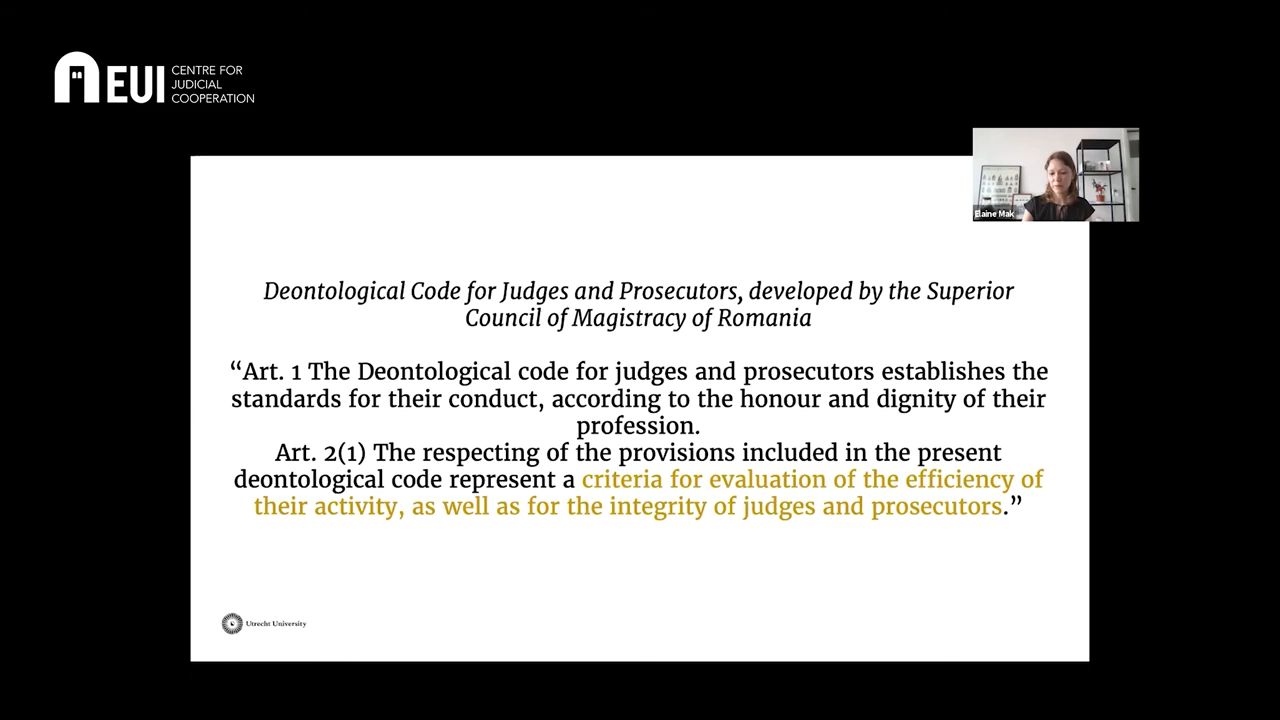 EUI
CENTRE FOR
JUDICIAL
COOPERATION
Elaine Mak
Deontological Code for Judges and Prosecutors, developed by the Superior
Council of Magistracy of Romania
“Art. 1 The Deontological code for judges and prosecutors establishes the
standards for their conduct, according to the honour and dignity of their
profession.
Art. 2(1) The respecting of the provisions included in the present
deontological code represent a criteria for evaluation of the efficiency of
their activity, as well as for the integrity of judges and prosecutors.”
Utrecht University